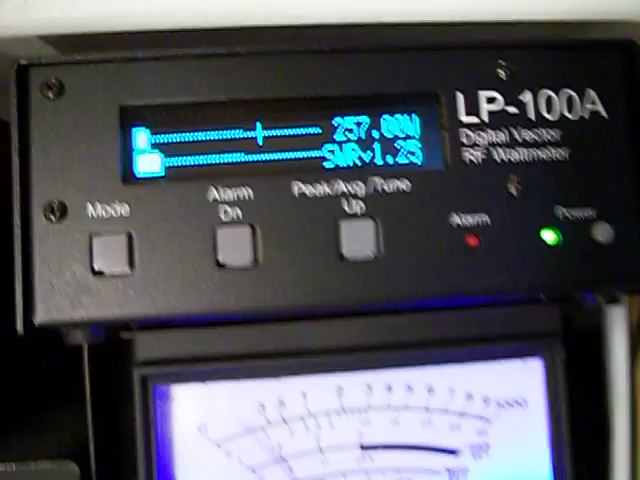 LP-100A
Digital Vector
RF Wattmeter
257.00W
SWR 1.25
Mode
Alarm
Dn
Peak/Avg/Tune
Up
Alarm
Power